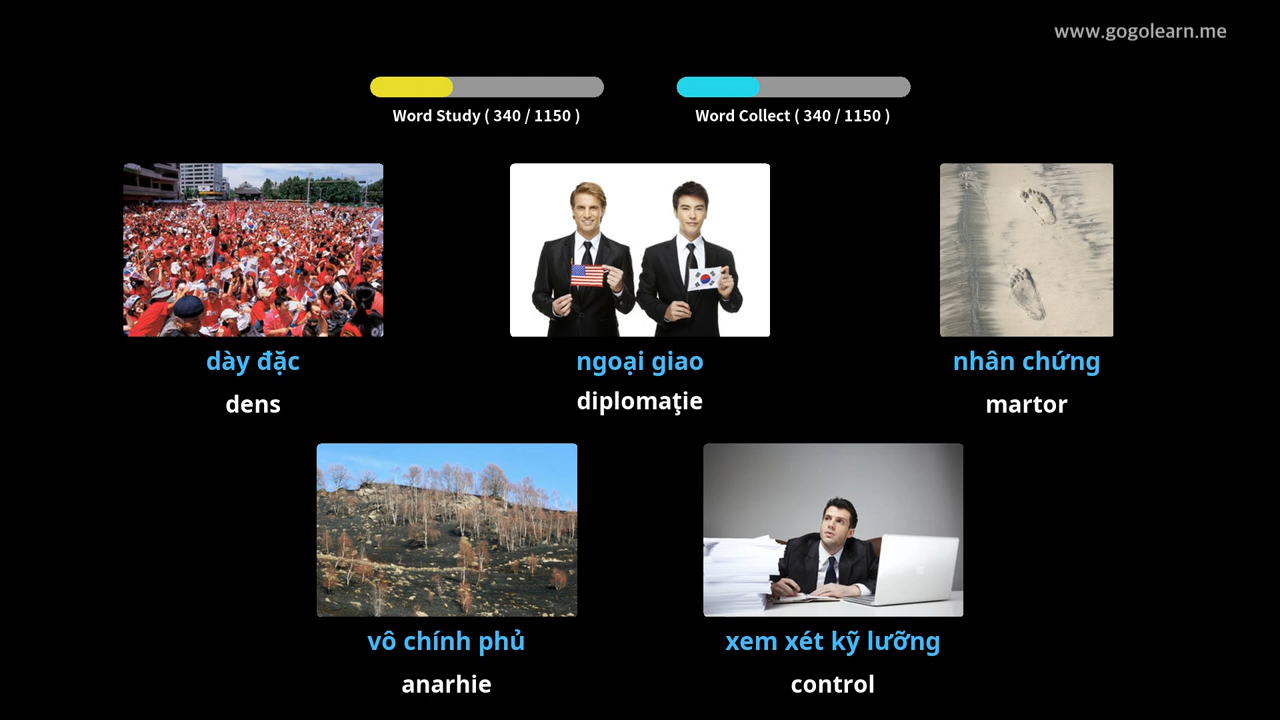 www.gogolearn.me
Word Study ( 340 / 1150 )
Word Collect ( 340 / 1150 )
dày đặc
dens
ngoại giao
diplomaţie
nhân chứng
martor
vô chính phủ
anarhie
xem xét kỹ lưỡng
control